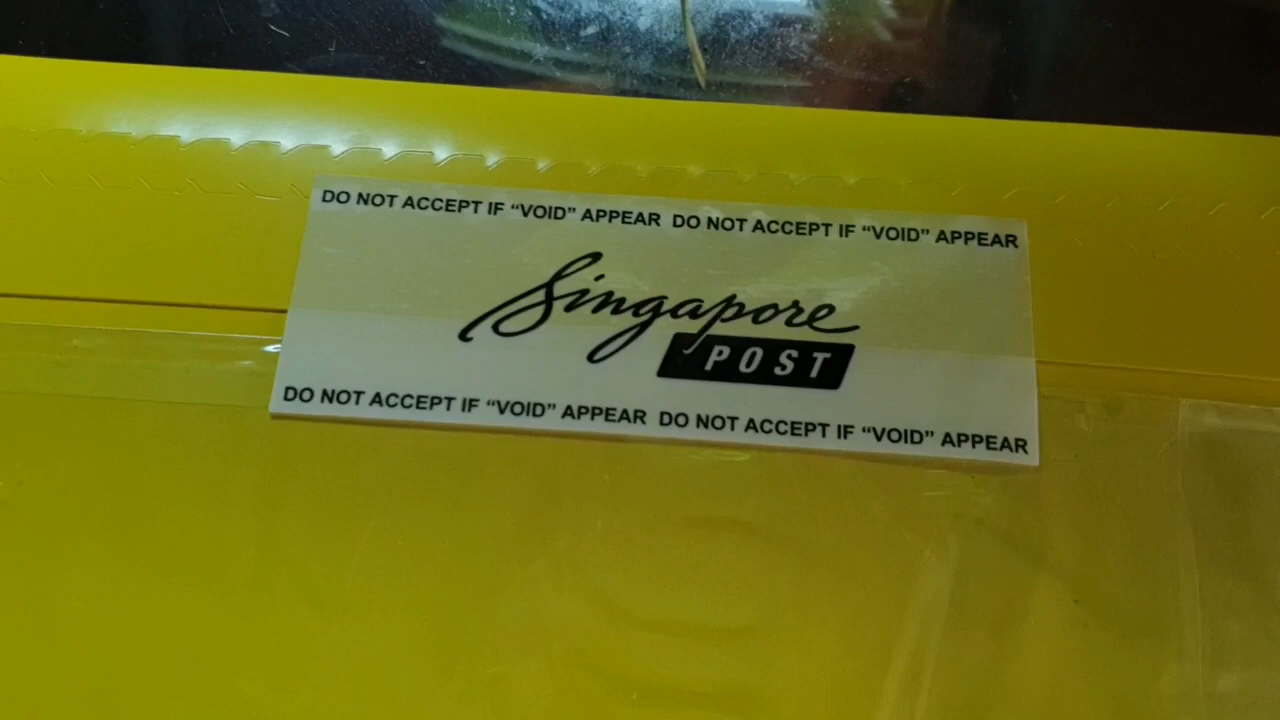 DO NOT ACCEPT IF “VOID” APPEAR DO NOT ACCEPT IF “VOID” APPEAR
Singapore
POST
DO NOT ACCEPT IF “VOID” APPEAR DO NOT ACCEPT IF “VOID” APPEAR